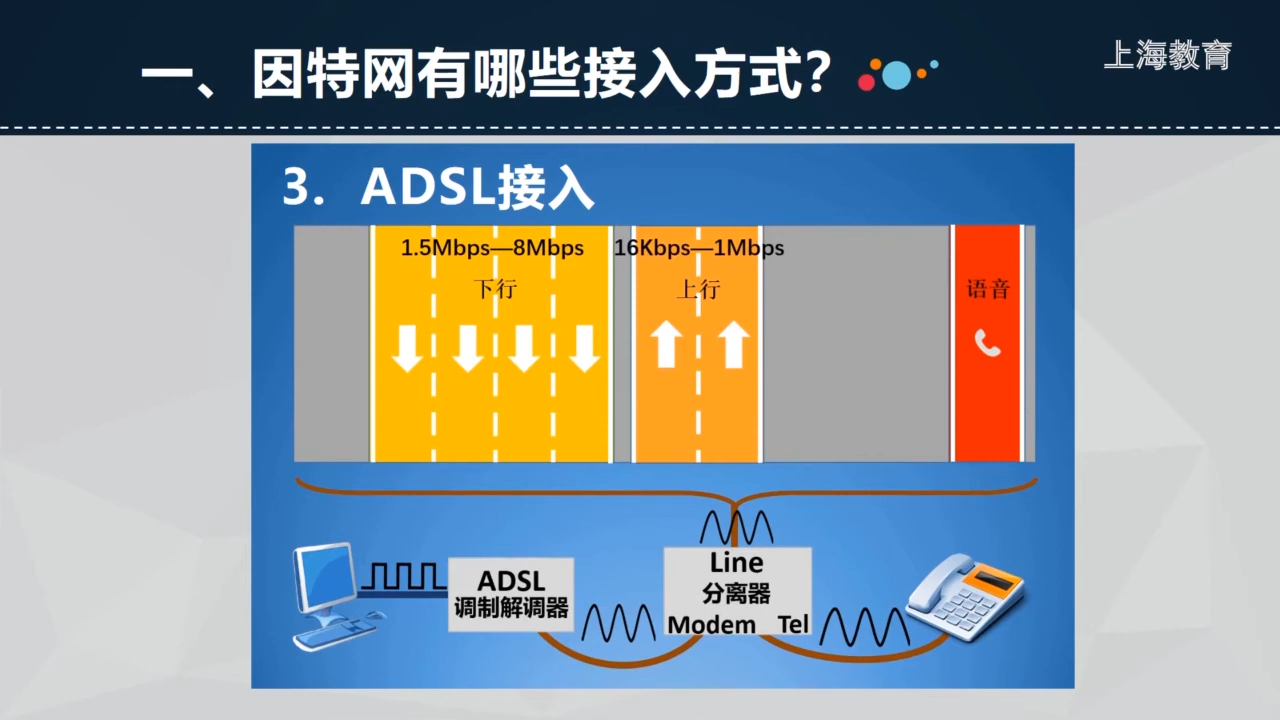 一、因特网有哪些接入方式？
上海教育
3. ADSL接入
1.5Mbps—8Mbps
16Kbps—1Mbps
下行
上行
语音
ADSL
调制解调器
Line
分离器
Modem Tel